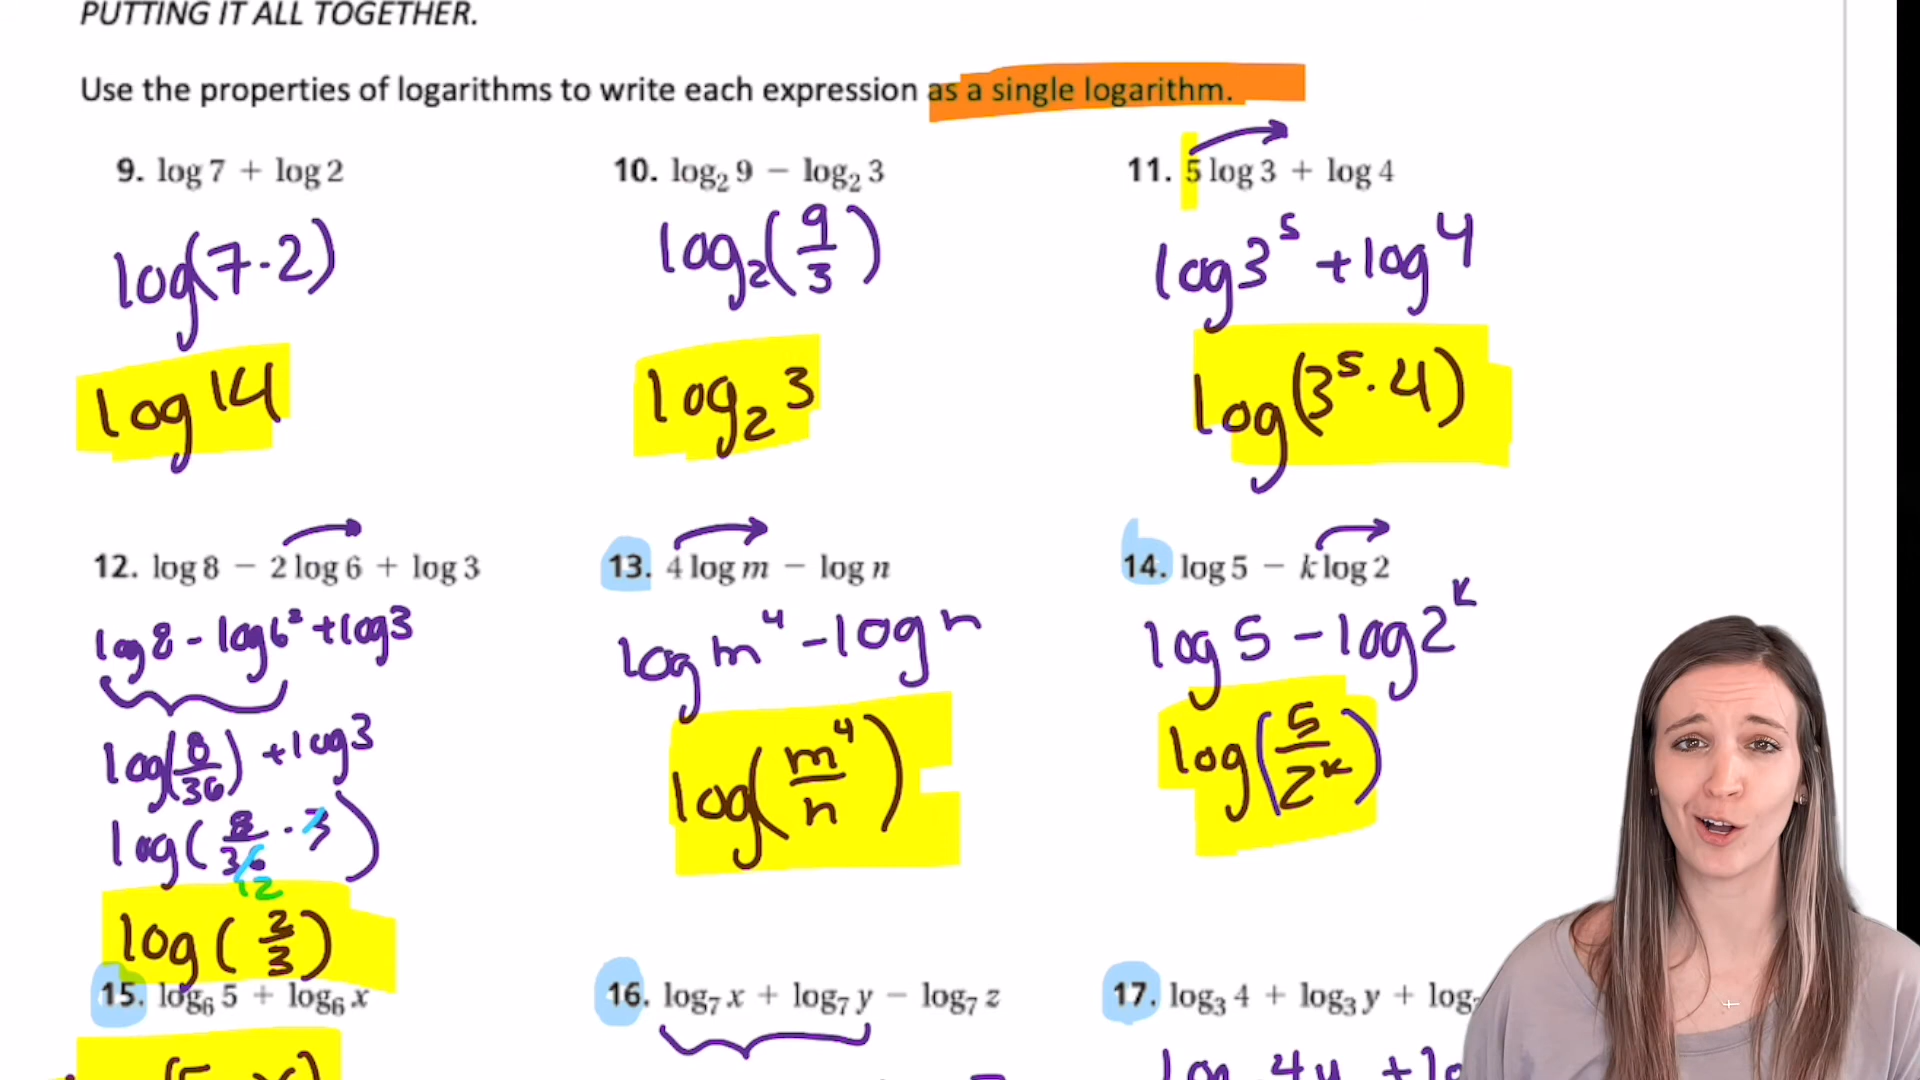 PUTTING IT ALL TOGETHER.
Use the properties of logarithms to write each expression as a single logarithm.
9. log 7 + log 2
log(7·2)
log 14
10. log₂ 9 − log₂ 3
log₂(9/3)
log₂ 3
11. 5 log 3 + log 4
log 3⁵ + log 4
log(3⁵·4)
12. log 8 − 2 log 6 + log 3
log 8 − log 6² + log 3
log(8/36) + log 3
log(8/36 · 3)
12
log(2/3)
13. 4 log m − log n
log m⁴ − log n
log(m⁴/n)
14. log 5 − k log 2
log 5 − log 2ᵏ
log(5/2ᵏ)
15. log₆ 5 + log₆ x
16. log₇ x + log₇ y − log₇ z
17. log₃ 4 + log₃ y + log